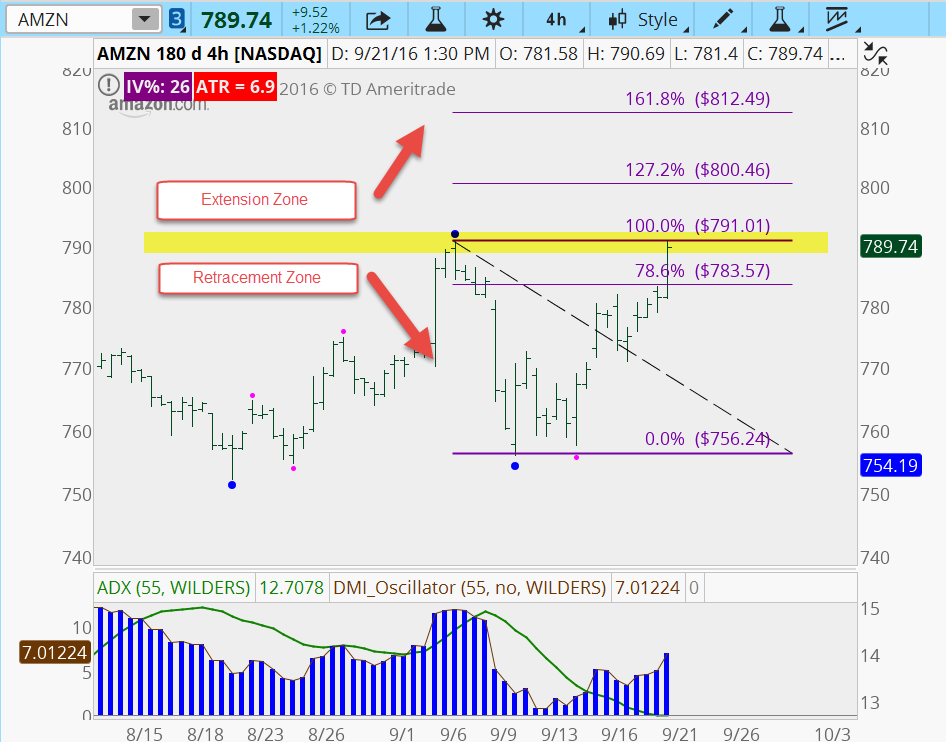 AMZN
3
789.74
+9.52
+1.22%
4h
Style
AMZN 180 d 4h [NASDAQ]
D: 9/21/16 1:30 PM
O: 781.58
H: 790.69
L: 781.4
C: 789.74
...
IV%: 26
ATR = 6.9
2016 © TD Ameritrade
amazon.com.
820
810
800
790
780
770
760
750
740
161.8% ($812.49)
127.2% ($800.46)
100.0% ($791.01)
78.6% ($783.57)
0.0% ($756.24)
Extension Zone
Retracement Zone
820
810
800
789.74
780
770
760
754.19
750
740
ADX (55, WILDERS)
12.7078
DMI_Oscillator (55, no, WILDERS)
7.01224
0
10
7.01224
5
0
15
14
13
8/15 8/18 8/23 8/26 9/1 9/6 9/9 9/13 9/16 9/21 9/26 10/3